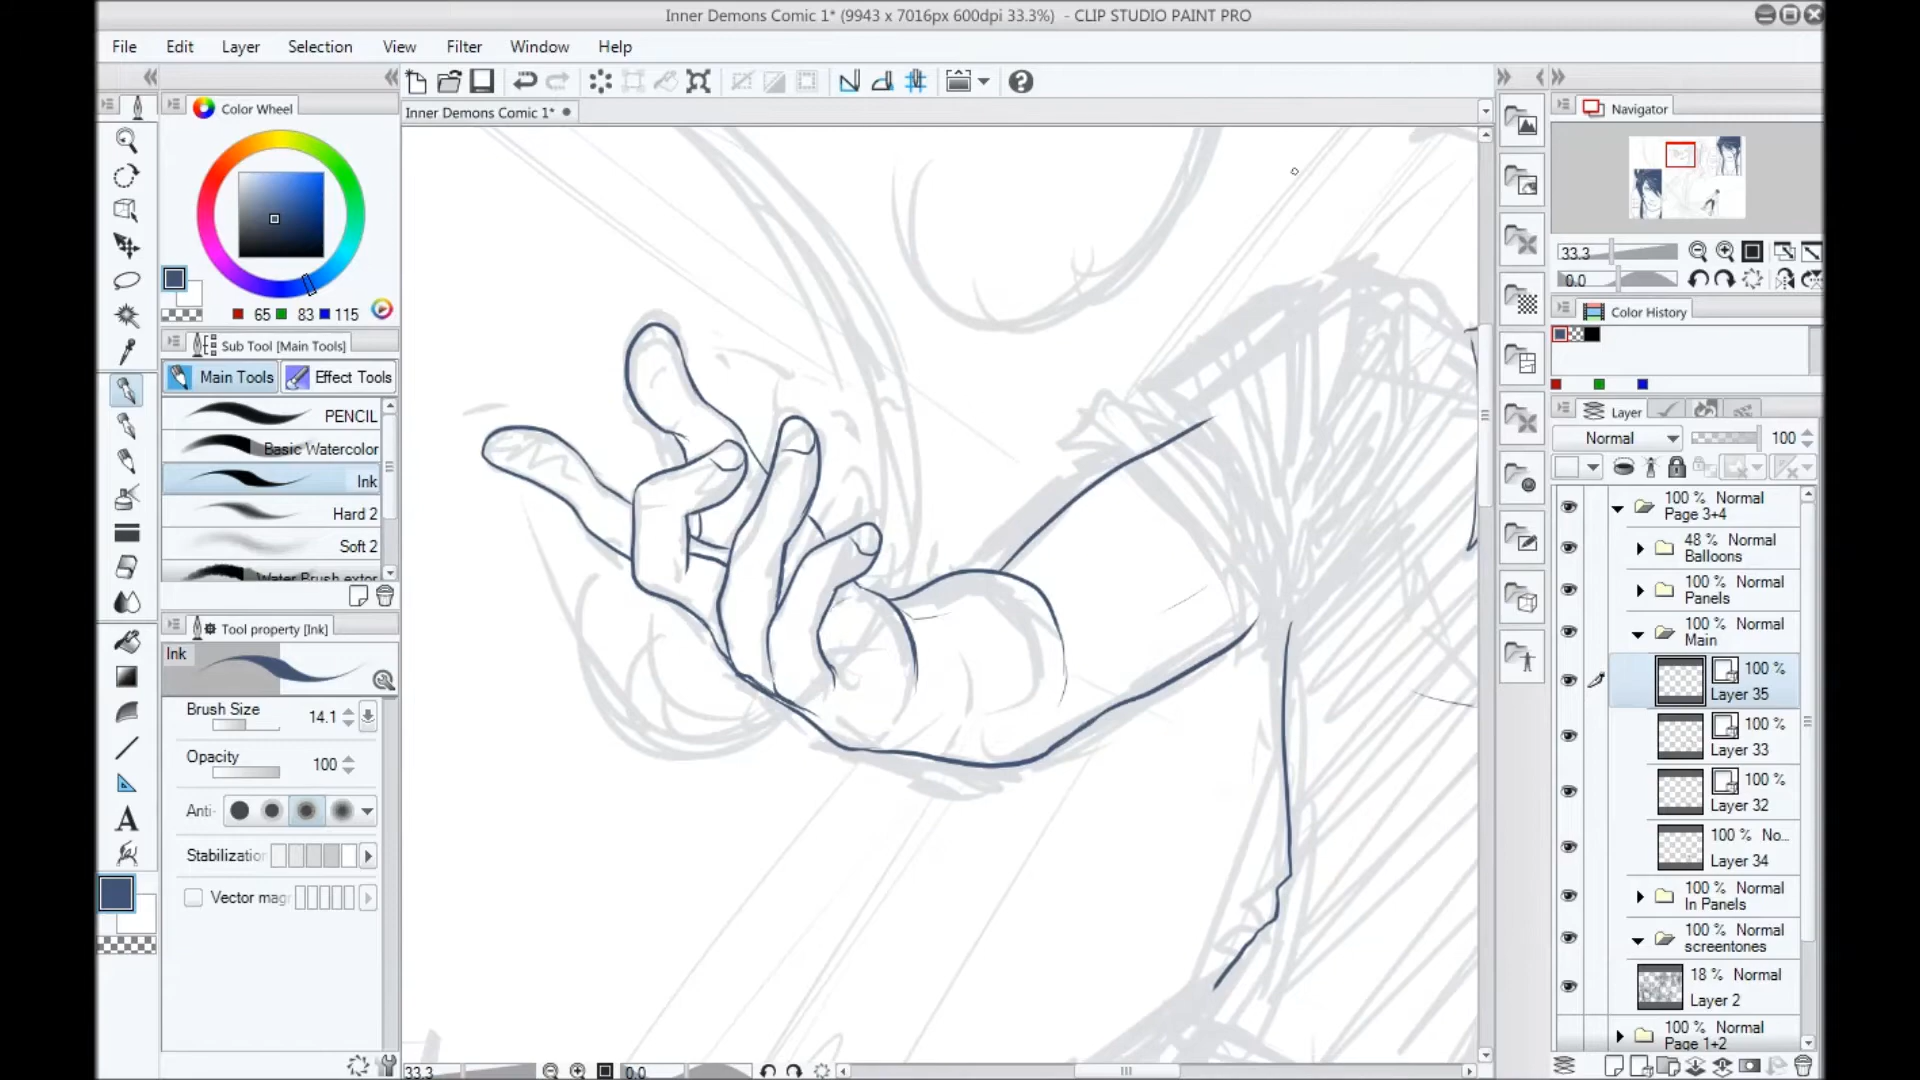 Inner Demons Comic 1* (9943 x 7016px 600dpi 33.3%) - CLIP STUDIO PAINT PRO
File Edit Layer Selection View Filter Window Help
Color Wheel
Inner Demons Comic 1*
Navigator
33.3
0.0
65 83 115
Color History
Sub Tool [Main Tools]
Main Tools Effect Tools
PENCIL
Basic Watercolor
Ink
Hard 2
Soft 2
Water Brush extor
Tool property [Ink]
Ink
Brush Size 14.1
Opacity 100
Anti-
Stabilization
Vector mag
A
Layer
Normal 100
100 % Normal
Page 3+4
48 % Normal
Balloons
100 % Normal
Panels
100 % Normal
Main
100 %
Layer 35
100 %
Layer 33
100 %
Layer 32
100 % No...
Layer 34
100 % Normal
In Panels
100 % Normal
screentones
18 % Normal
Layer 2
100 % Normal
Page 1+2
33.3 0.0